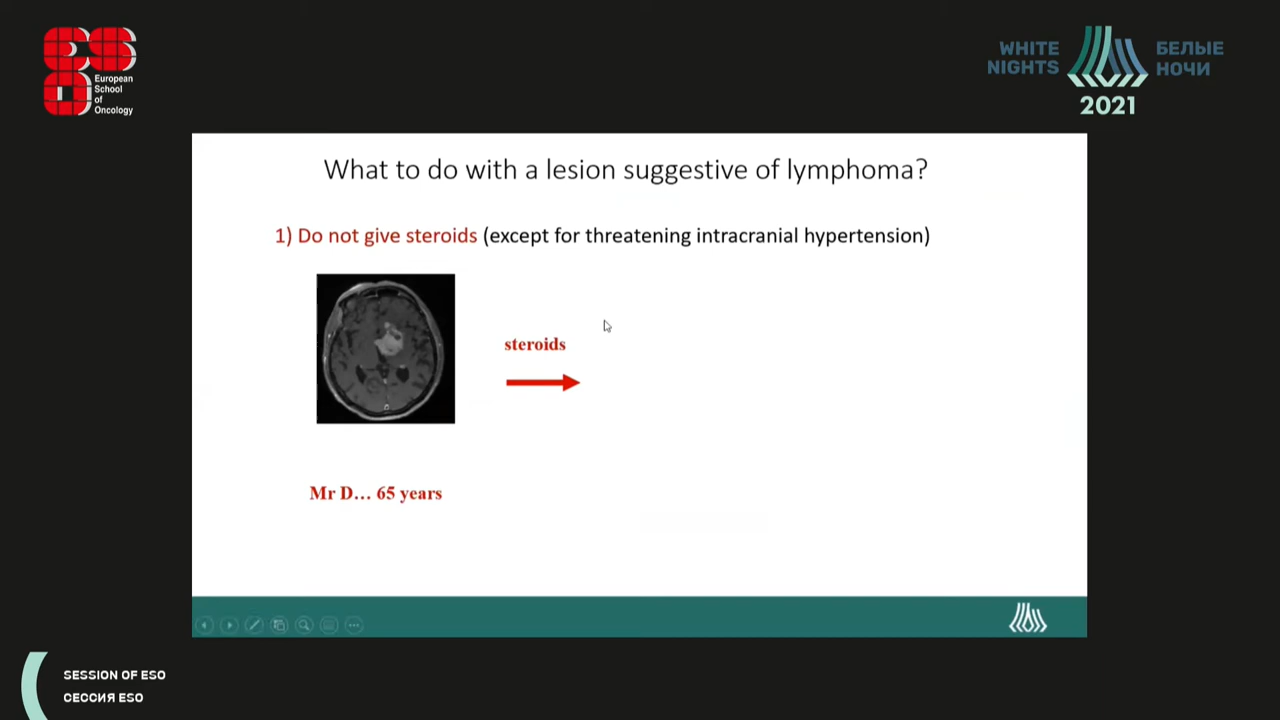 ESO
European
School
of
Oncology
WHITE
NIGHTS
БЕЛЫЕ
НОЧИ
2021
What to do with a lesion suggestive of lymphoma?
1) Do not give steroids (except for threatening intracranial hypertension)
steroids
Mr D… 65 years
SESSION OF ESO
СЕССИЯ ESO